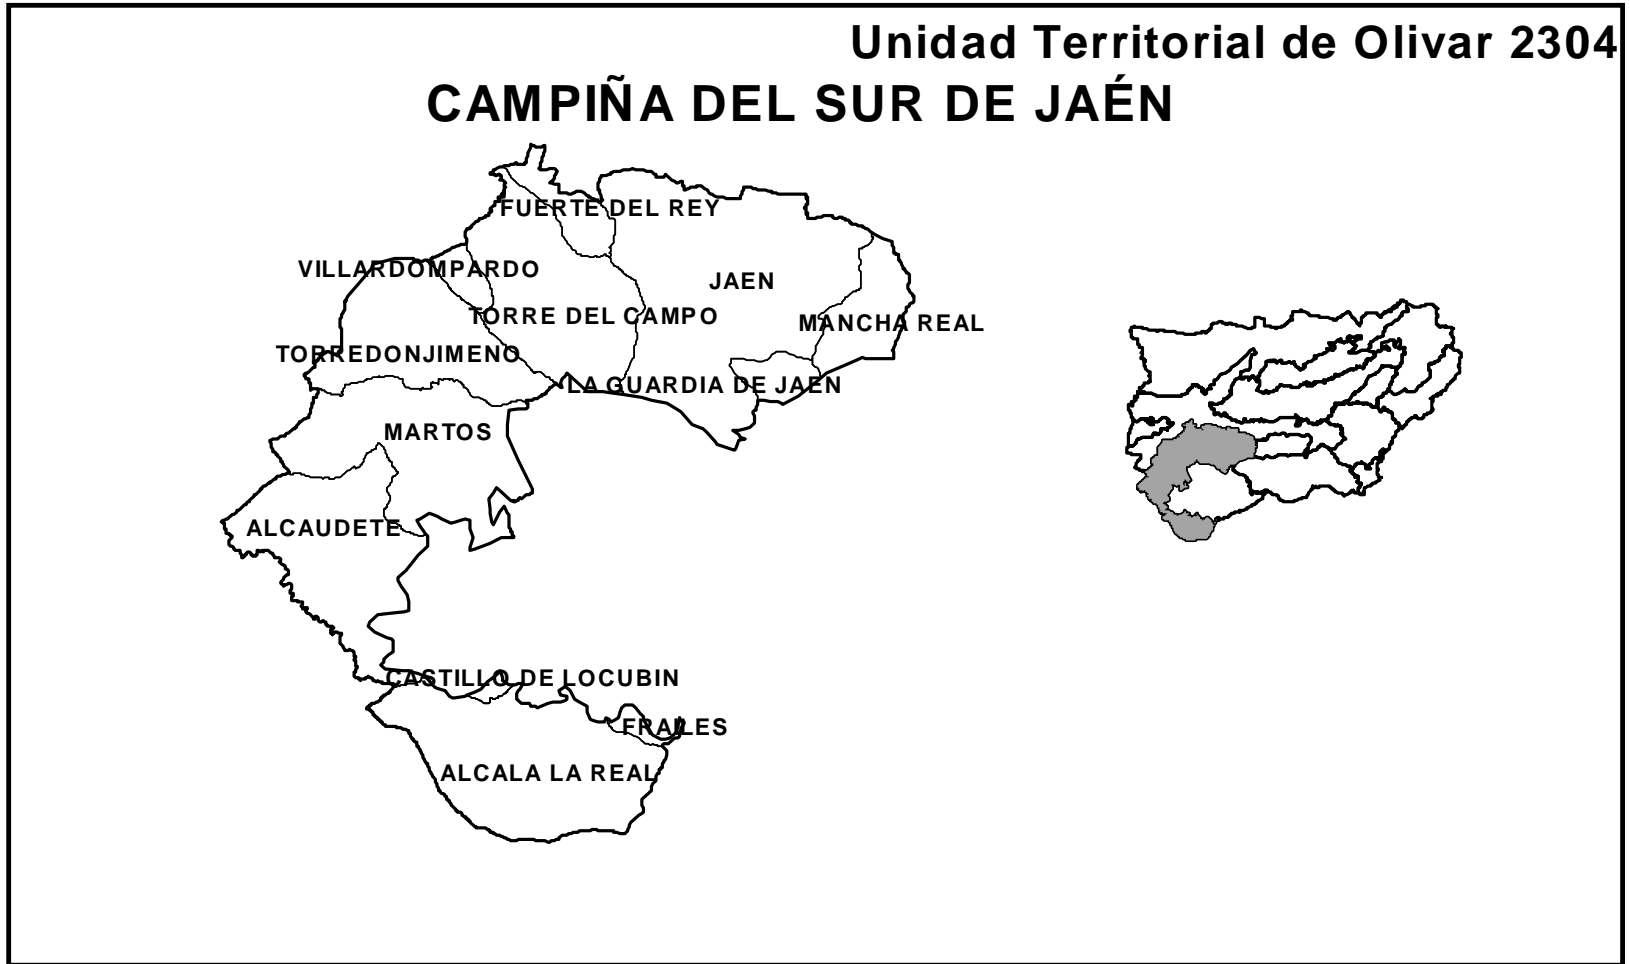 Unidad Territorial de Olivar 2304
CAMPIÑA DEL SUR DE JAÉN
FUERTE DEL REY
VILLARDOMPARDO
JAEN
TORRE DEL CAMPO
MANCHA REAL
TORREDONJIMENO
LA GUARDIA DE JAEN
MARTOS
ALCAUDETE
CASTILLO DE LOCUBIN
FRAILES
ALCALA LA REAL